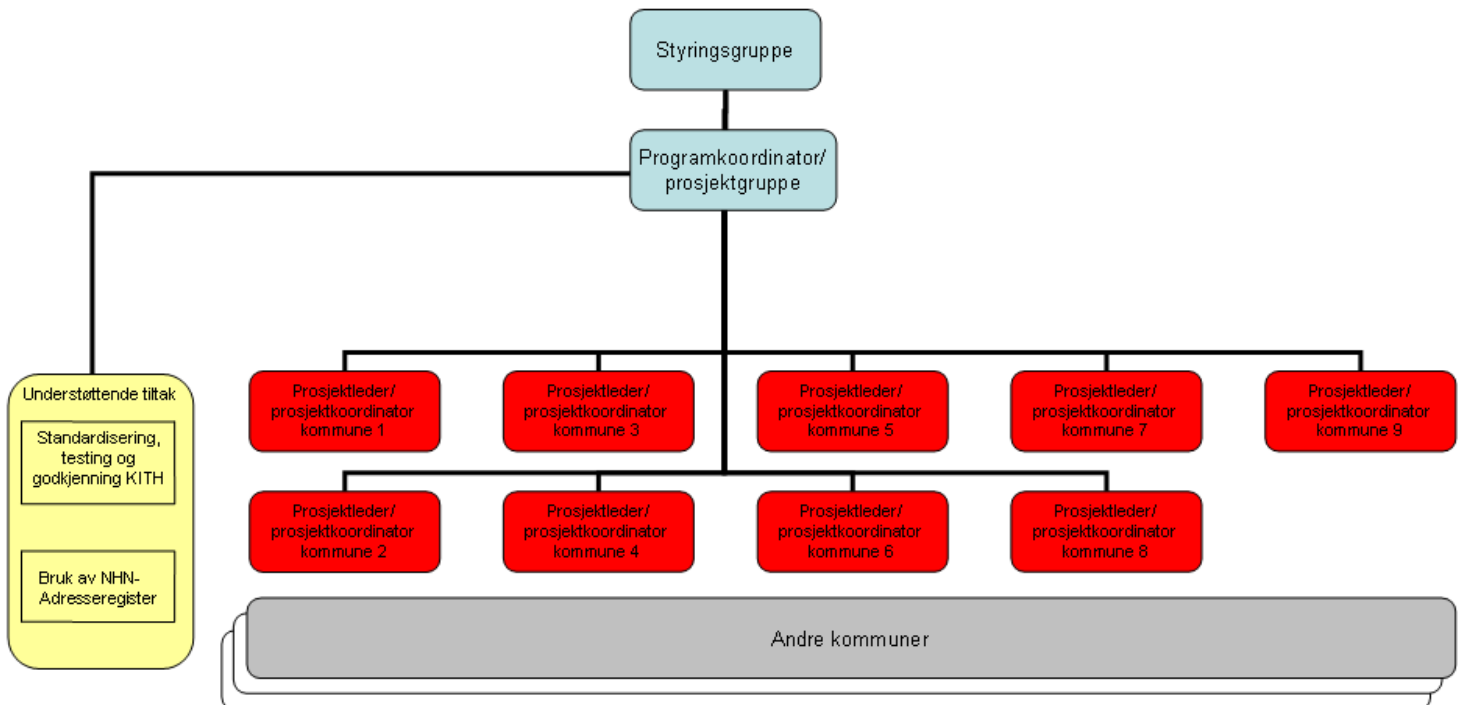 Styringsgruppe
Programkoordinator/
prosjektgruppe
Understøttende tiltak
Standardisering,
testing og
godkjenning KITH
Bruk av NHN-
Adresseregister
Prosjektleder/
prosjektkoordinator
kommune 1
Prosjektleder/
prosjektkoordinator
kommune 3
Prosjektleder/
prosjektkoordinator
kommune 5
Prosjektleder/
prosjektkoordinator
kommune 7
Prosjektleder/
prosjektkoordinator
kommune 9
Prosjektleder/
prosjektkoordinator
kommune 2
Prosjektleder/
prosjektkoordinator
kommune 4
Prosjektleder/
prosjektkoordinator
kommune 6
Prosjektleder/
prosjektkoordinator
kommune 8
Andre kommuner